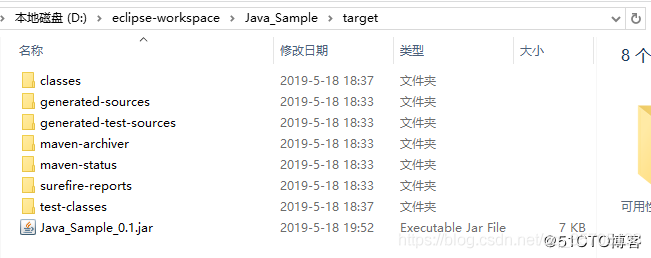 本地磁盘 (D:) > eclipse-workspace > Java_Sample > target
名称 修改日期 类型 大小
8 个
classes 2019-5-18 18:37 文件夹
generated-sources 2019-5-18 18:33 文件夹
generated-test-sources 2019-5-18 18:33 文件夹
maven-archiver 2019-5-18 18:33 文件夹
maven-status 2019-5-18 18:33 文件夹
surefire-reports 2019-5-18 18:33 文件夹
test-classes 2019-5-18 18:37 文件夹
Java_Sample_0.1.jar 2019-5-18 19:52 Executable Jar File 7 KB
可用性
@51CTO博客